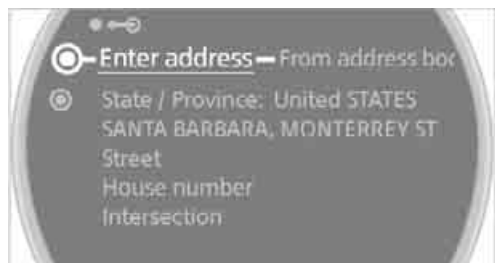 Enter address From address boo
State / Province: United STATES
SANTA BARBARA, MONTERREY ST
Street
House number
Intersection